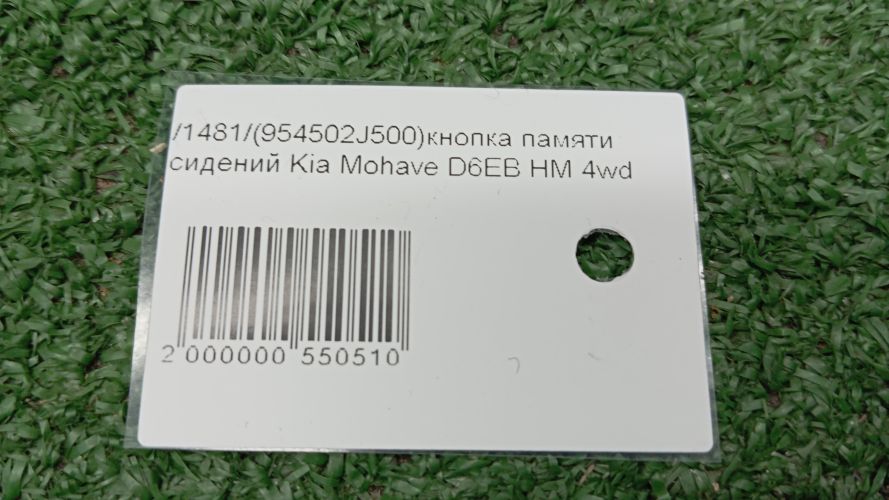 /1481/(954502J500)кнопка памяти
сидений Kia Mohave D6EB HM 4wd
2 000000 550510